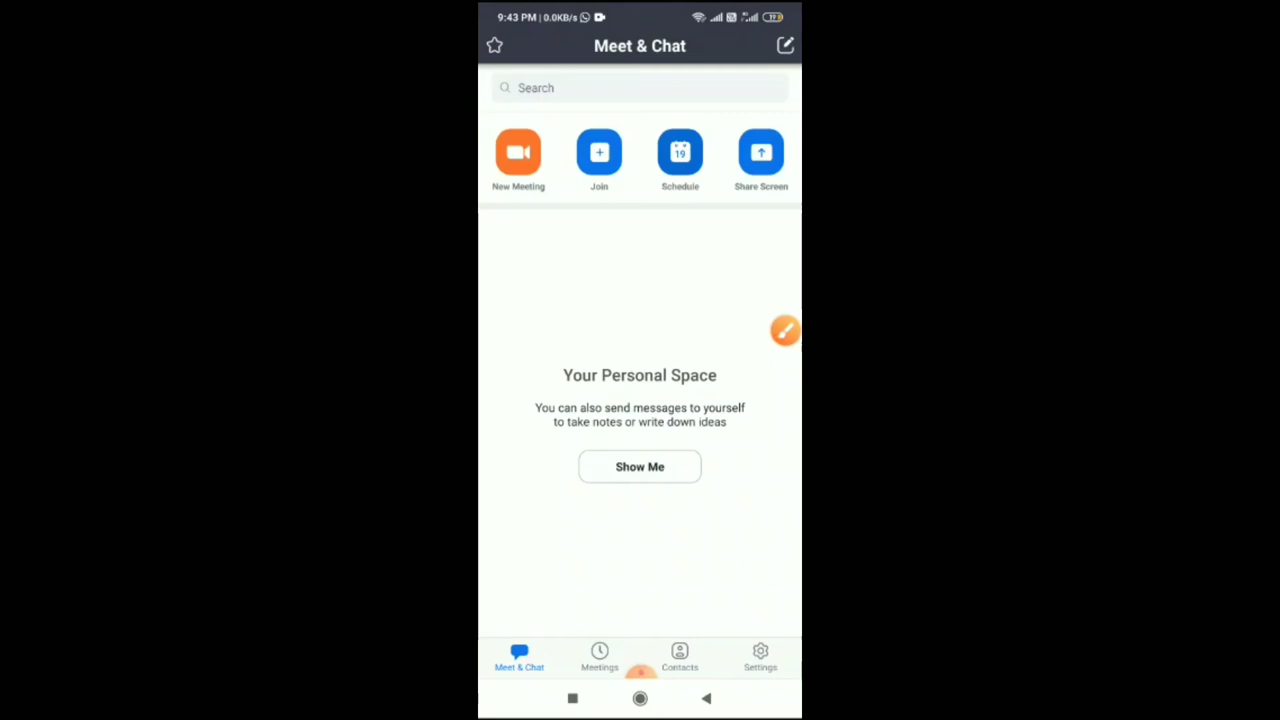 9:43 PM | 0.0KB/s
Meet & Chat
Search
19
New Meeting
Join
Schedule
Share Screen
Your Personal Space
You can also send messages to yourself
to take notes or write down ideas
Show Me
Meet & Chat
Meetings
Contacts
Settings